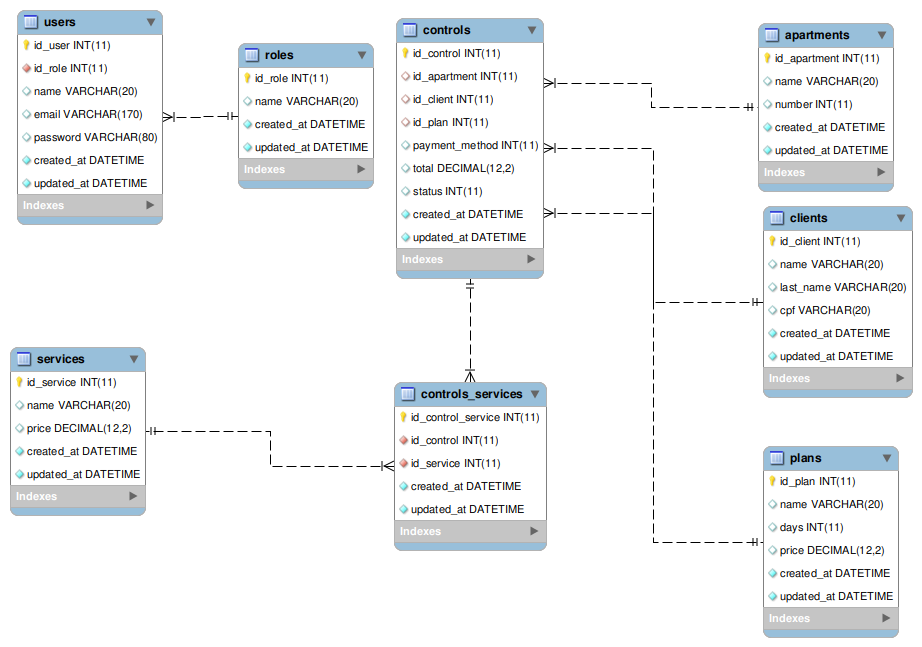 users
id_user INT(11)
id_role INT(11)
name VARCHAR(20)
email VARCHAR(170)
password VARCHAR(80)
created_at DATETIME
updated_at DATETIME
Indexes
roles
id_role INT(11)
name VARCHAR(20)
created_at DATETIME
updated_at DATETIME
Indexes
controls
id_control INT(11)
id_apartment INT(11)
id_client INT(11)
id_plan INT(11)
payment_method INT(11)
total DECIMAL(12,2)
status INT(11)
created_at DATETIME
updated_at DATETIME
Indexes
apartments
id_apartment INT(11)
name VARCHAR(20)
number INT(11)
created_at DATETIME
updated_at DATETIME
Indexes
clients
id_client INT(11)
name VARCHAR(20)
last_name VARCHAR(20)
cpf VARCHAR(20)
created_at DATETIME
updated_at DATETIME
Indexes
services
id_service INT(11)
name VARCHAR(20)
price DECIMAL(12,2)
created_at DATETIME
updated_at DATETIME
Indexes
controls_services
id_control_service INT(11)
id_control INT(11)
id_service INT(11)
created_at DATETIME
updated_at DATETIME
Indexes
plans
id_plan INT(11)
name VARCHAR(20)
days INT(11)
price DECIMAL(12,2)
created_at DATETIME
updated_at DATETIME
Indexes